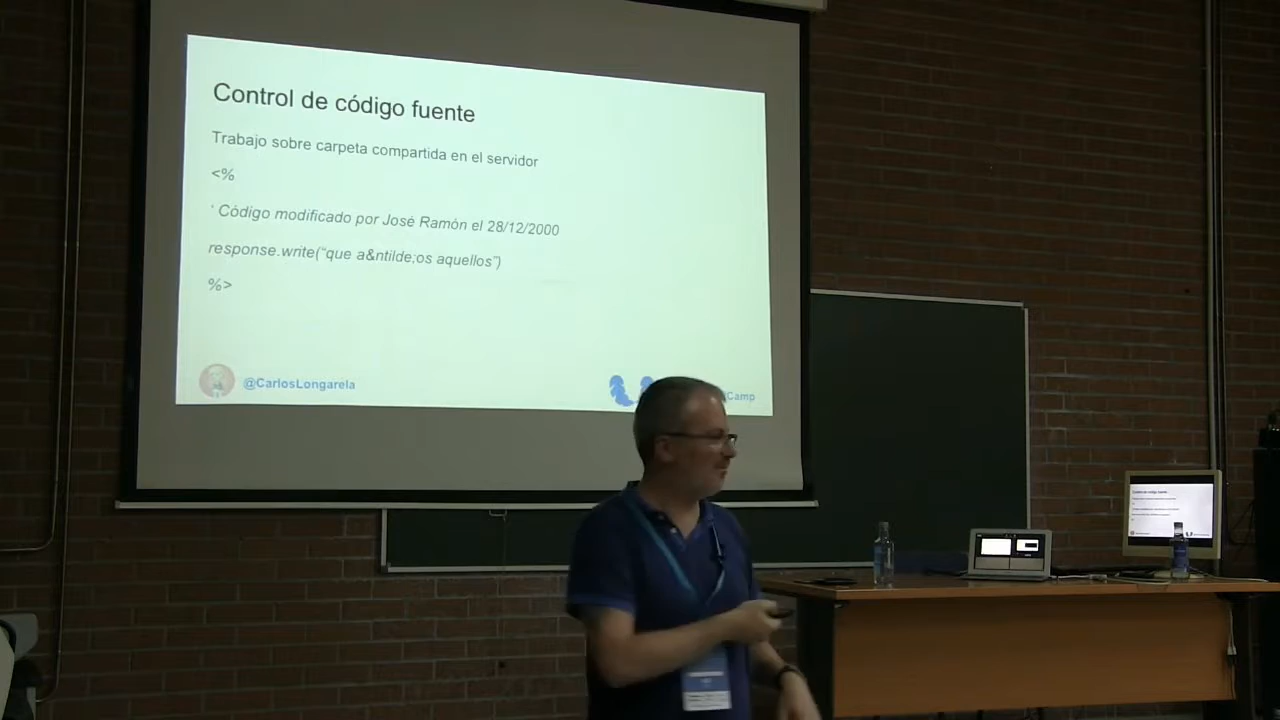 Control de código fuente
Trabajo sobre carpeta compartida en el servidor
<%
‘ Código modificado por José Ramón el 28/12/2000
response.write(“que a&ntilde;os aquellos”)
%>
@CarlosLongarela
Camp